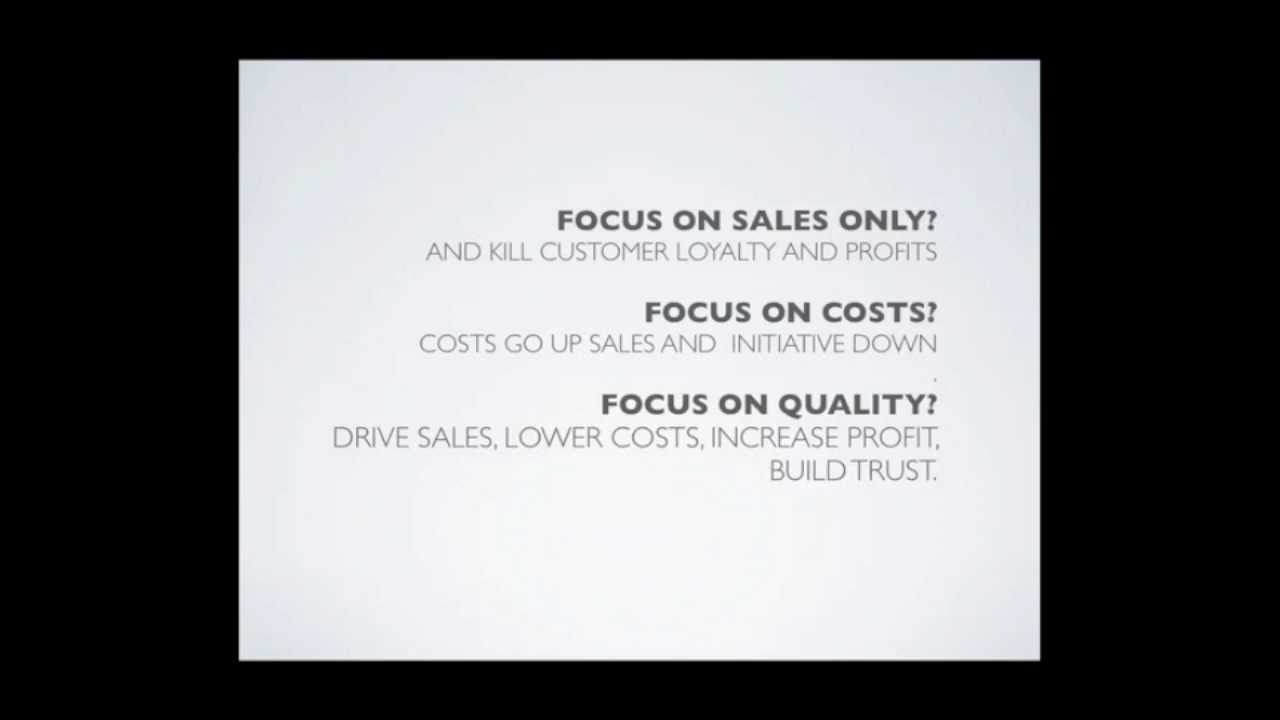 FOCUS ON SALES ONLY?
AND KILL CUSTOMER LOYALTY AND PROFITS
FOCUS ON COSTS?
COSTS GO UP SALES AND  INITIATIVE DOWN
.
FOCUS ON QUALITY?
DRIVE SALES, LOWER COSTS, INCREASE PROFIT,
BUILD TRUST.